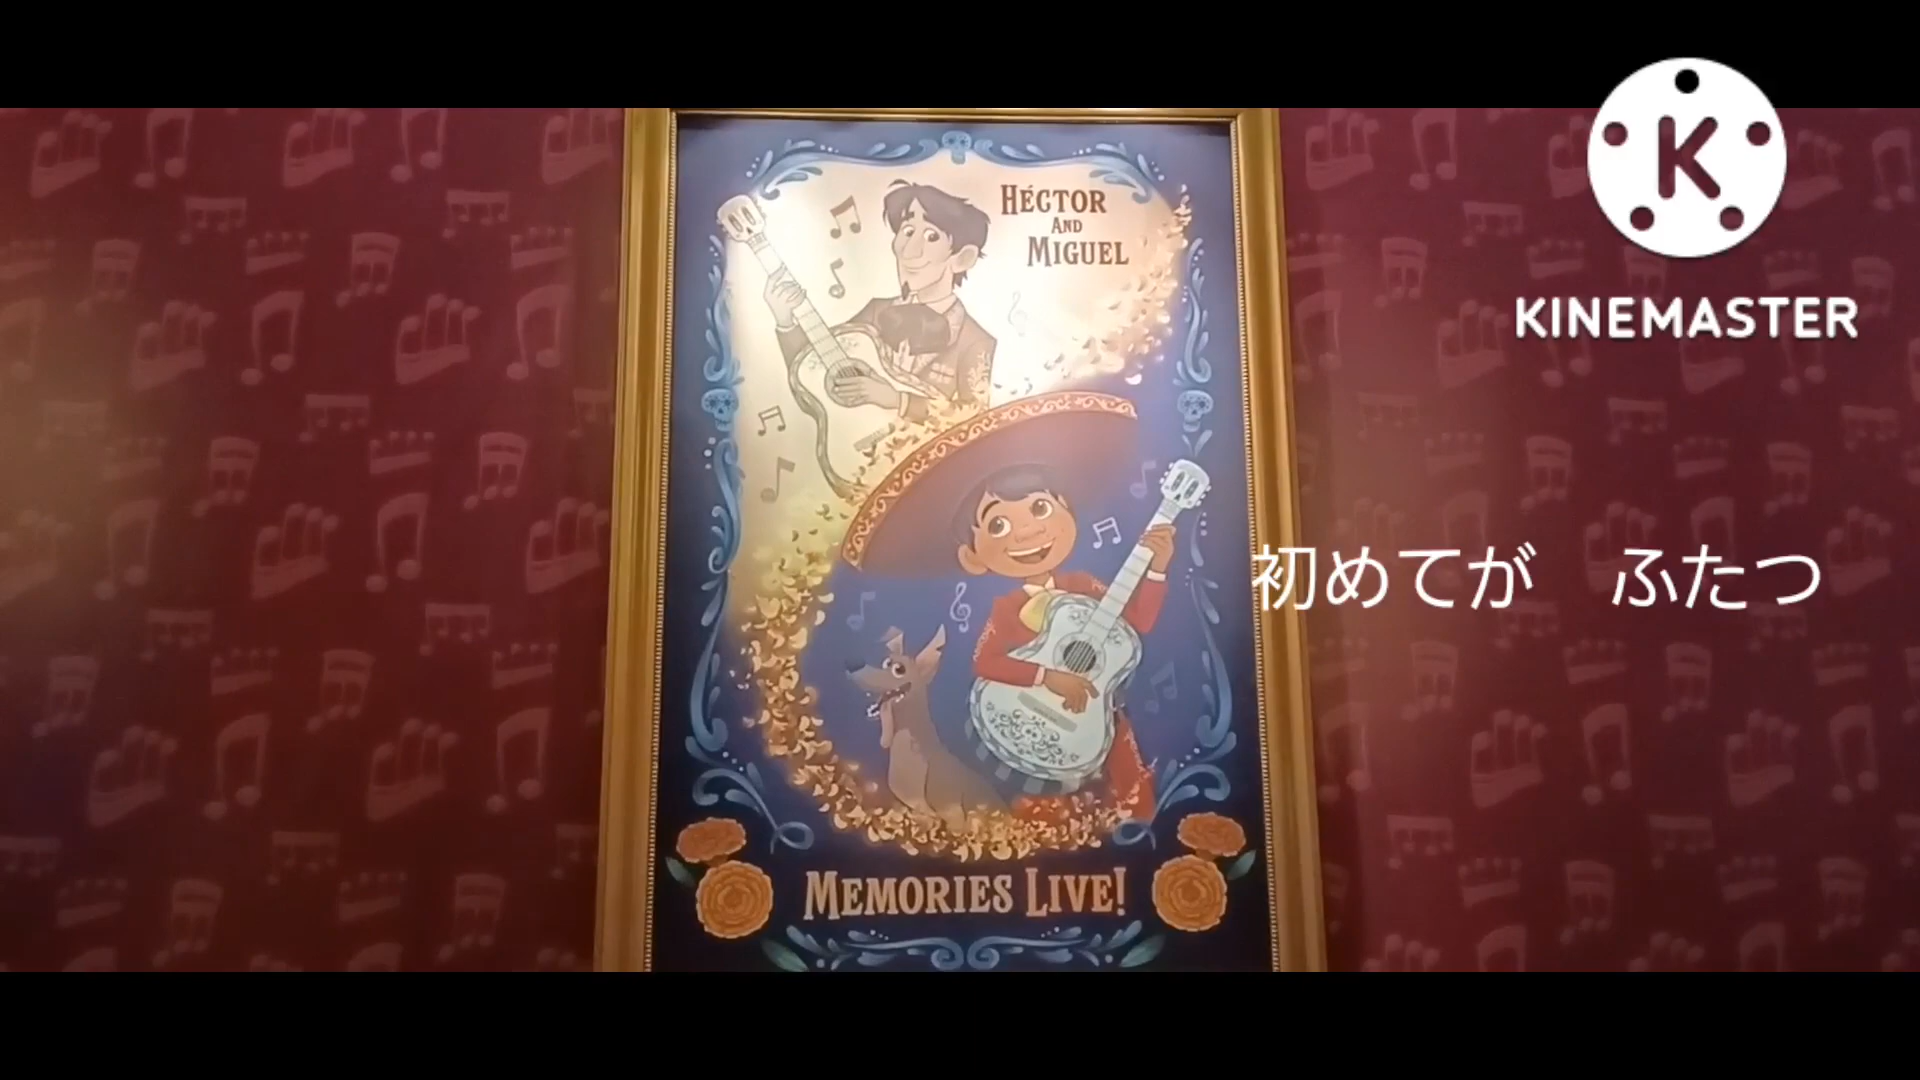 HÉCTOR
AND
MIGUEL
K
KINEMASTER
初めてが　ふたつ
MEMORIES LIVE!